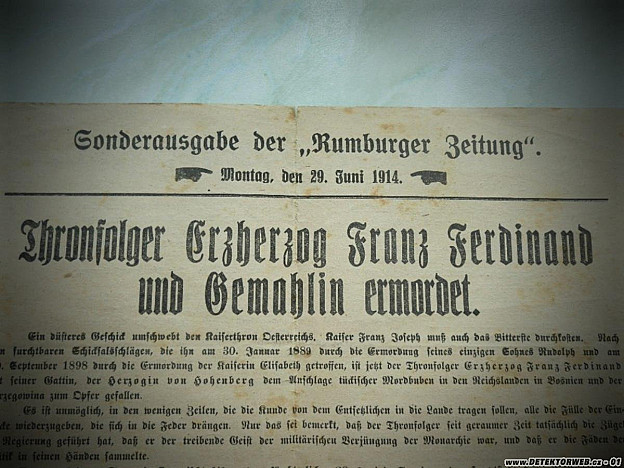 Sonderausgabe der „Rumburger Zeitung“.
Montag, den 29. Juni 1914.
Thronfolger Erzherzog Franz Ferdinand
und Gemahlin ermordet.
Ein düsteres Geschick umschwebt den Kaiserthron Oesterreichs. Kaiser Franz Joseph muß auch das Bitterste durchkosten. Nach
n furchtbaren Schicksalschlägen, die ihn am 30. Januar 1889 durch die Ermordung seines einzigen Sohnes Rudolph und am
. September 1898 durch die Ermordung der Kaiserin Elisabeth getroffen, ist jetzt der Thronfolger Erzherzog Franz Ferdinand
t seiner Gattin, der Herzogin von Hohenberg dem Anschlage tückischer Mordbuben in den Reichslanden in Bosnien und der
rzegowina zum Opfer gefallen.
Es ist unmöglich, in den wenigen Zeilen, die die Kunde von dem Entsetzlichen in die Lande tragen sollen, alle die Fülle der Ein-
cke wiederzugeben, die sich in die Feder drängen. Nur das sei bemerkt, daß der Thronfolger seit geraumer Zeit tatsächlich die Zügel
Regierung geführt hat, daß er der treibende Geist der militärischen Verjüngung der Monarchie war, und daß er die Fäden
litik in seinen Händen sammelte.
www.DETEKTORWEB.cz - 01